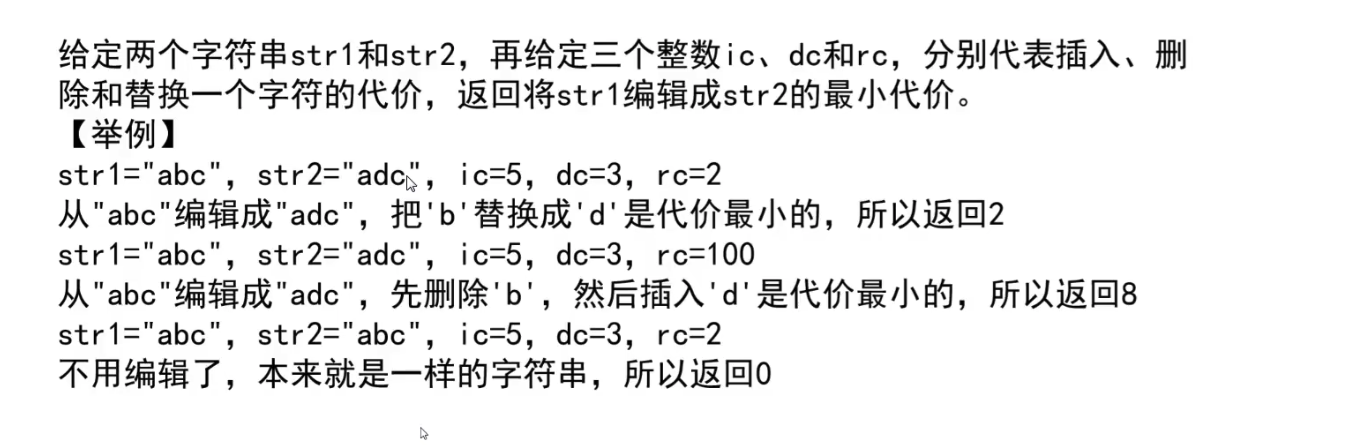 给定两个字符串str1和str2，再给定三个整数ic、dc和rc，分别代表插入、删
除和替换一个字符的代价，返回将str1编辑成str2的最小代价。
【举例】
str1="abc"，str2="adc"，ic=5，dc=3，rc=2
从"abc"编辑成"adc"，把'b'替换成'd'是代价最小的，所以返回2
str1="abc"，str2="adc"，ic=5，dc=3，rc=100
从"abc"编辑成"adc"，先删除'b'，然后插入'd'是代价最小的，所以返回8
str1="abc"，str2="abc"，ic=5，dc=3，rc=2
不用编辑了，本来就是一样的字符串，所以返回0